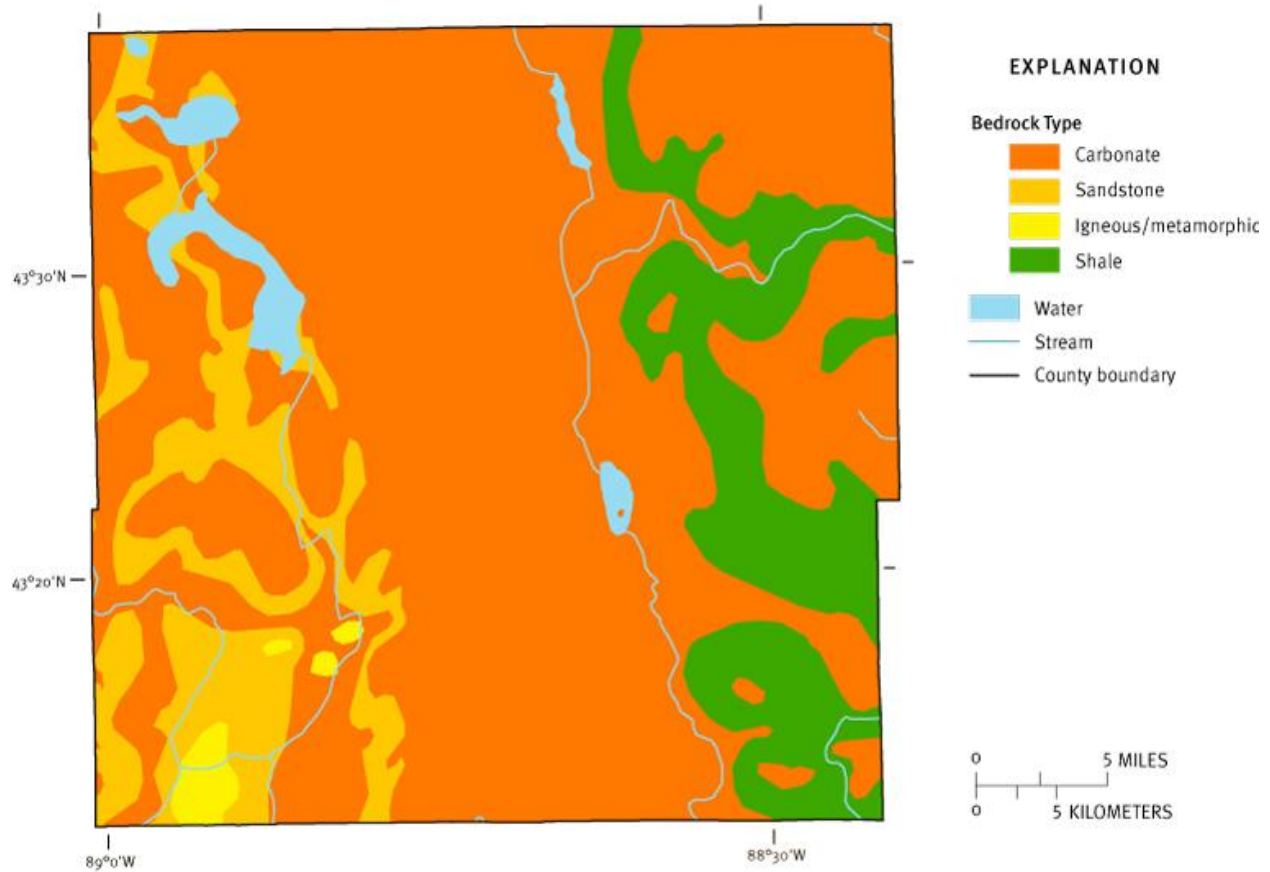 EXPLANATION
Bedrock Type
Carbonate
Sandstone
Igneous/metamorphic
Shale
Water
Stream
County boundary
43°30'N
43°20'N
0 5 MILES
0 5 KILOMETERS
89°0'W
88°30'W